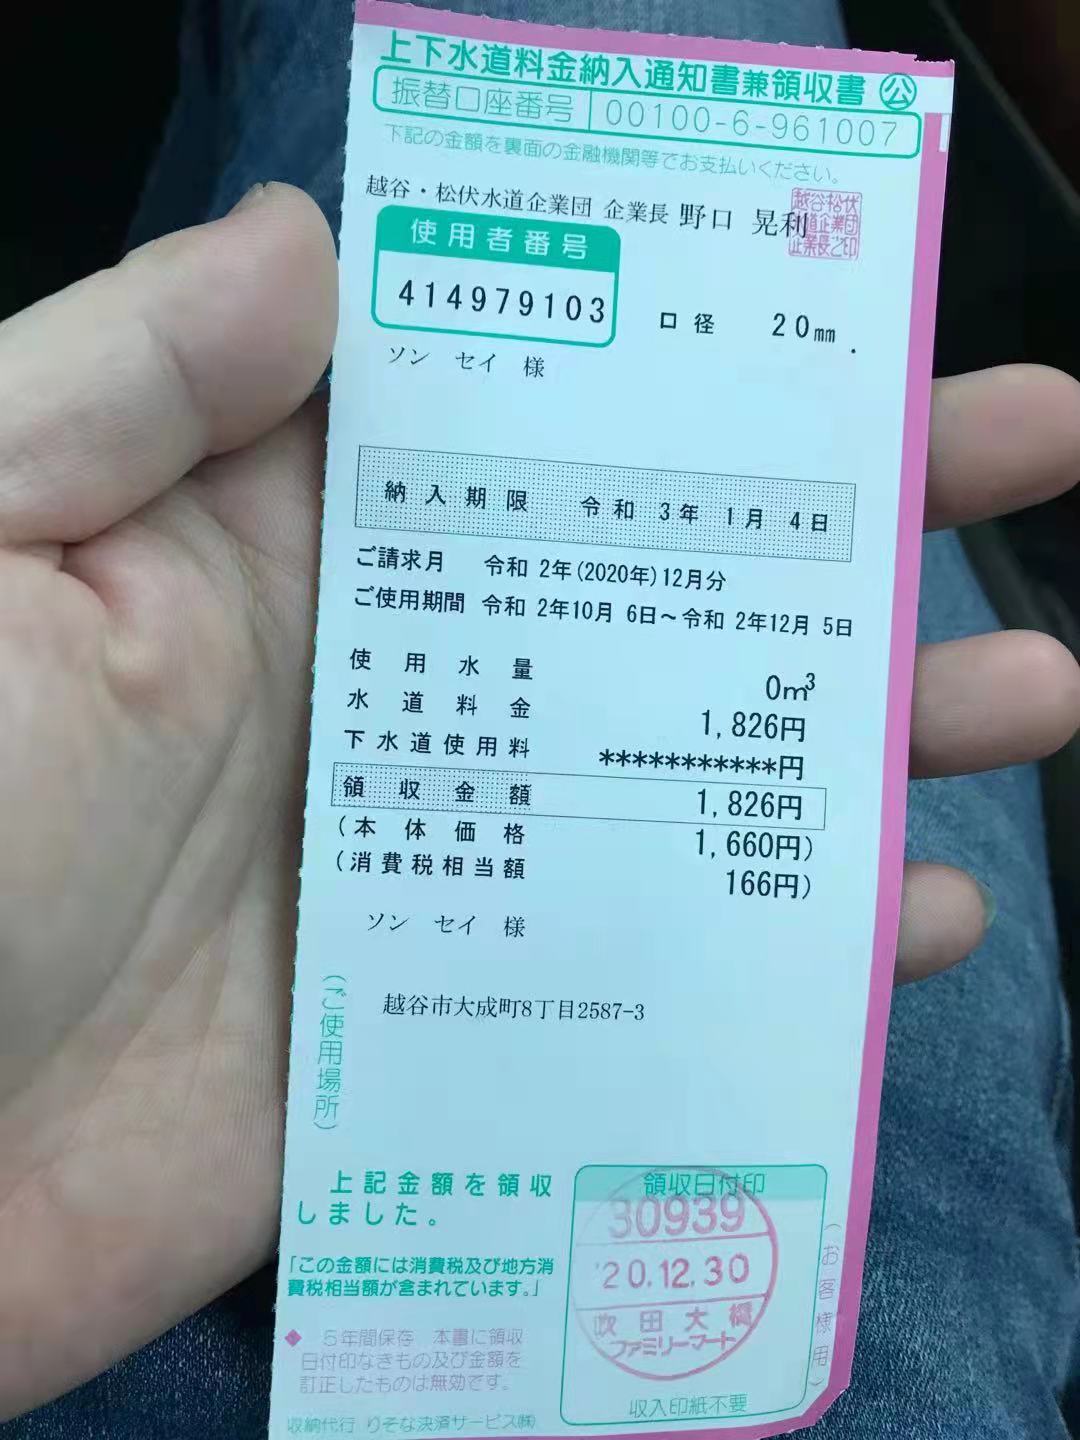 上下水道料金納入通知書兼領収書 公
振替口座番号 00100-6-961007
下記の金額を裏面の金融機関等でお支払いください。
越谷・松伏水道企業団 企業長 野口 晃利
越谷松伏
水道企業団
企業長之印
使用者番号
414979103
口径 20mm .
ソン セイ 様
納入期限 令和 3年 1月 4日
ご請求月 令和 2年(2020年)12月分
ご使用期間 令和 2年10月 6日~令和 2年12月 5日
使用水量 0m³
水道料金 1,826円
下水道使用料 ***********円
領収金額 1,826円
(本体価格 1,660円)
(消費税相当額 166円)
ソン セイ 様
(ご使用場所)
越谷市大成町8丁目2587-3
上記金額を領収
しました。
「この金額には消費税及び地方消
費税相当額が含まれています。」
◆ 5年間保存 本書に領収
日付印なきもの及び金額を
訂正したものは無効です。
収納代行 りそな決済サービス㈱
領収日付印
30939
'20.12.30
吹田大橋
ファミリーマート
収入印紙不要
(お客様用)